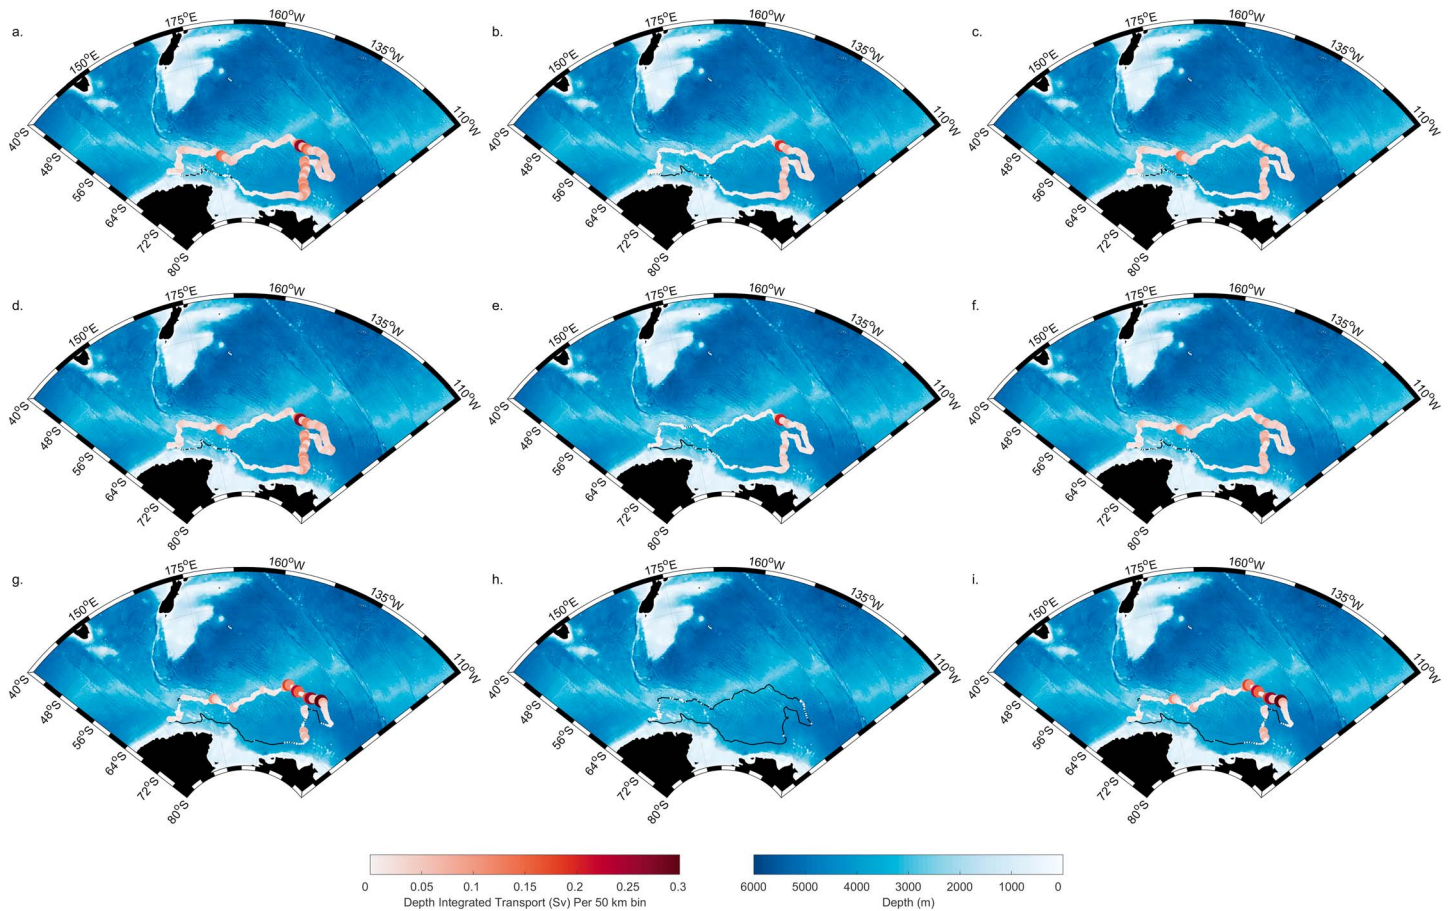 a.
175°E
160°W
150°E
135°W
110°W
40°S
48°S
56°S
64°S
72°S
80°S
b.
175°E
160°W
150°E
135°W
110°W
40°S
48°S
56°S
64°S
72°S
80°S
c.
175°E
160°W
150°E
135°W
110°W
40°S
48°S
56°S
64°S
72°S
80°S
d.
175°E
160°W
150°E
135°W
110°W
40°S
48°S
56°S
64°S
72°S
80°S
e.
175°E
160°W
150°E
135°W
110°W
40°S
48°S
56°S
64°S
72°S
80°S
f.
175°E
160°W
150°E
135°W
110°W
40°S
48°S
56°S
64°S
72°S
80°S
g.
175°E
160°W
150°E
135°W
110°W
40°S
48°S
56°S
64°S
72°S
80°S
h.
175°E
160°W
150°E
135°W
110°W
40°S
48°S
56°S
64°S
72°S
80°S
i.
175°E
160°W
150°E
135°W
110°W
40°S
48°S
56°S
64°S
72°S
80°S
0 0.05 0.1 0.15 0.2 0.25 0.3
Depth Integrated Transport (Sv) Per 50 km bin
6000 5000 4000 3000 2000 1000 0
Depth (m)